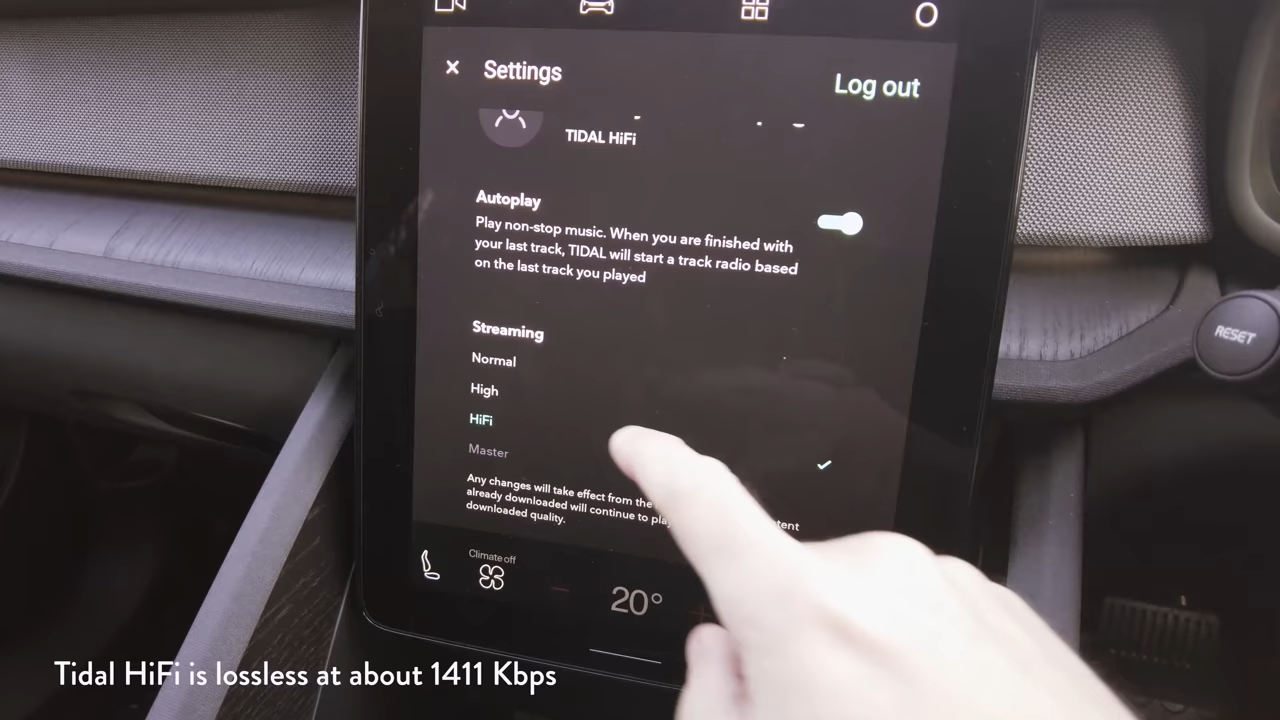 Settings
Log out
TIDAL HiFi
Autoplay
Play non-stop music. When you are finished with
your last track, TIDAL will start a track radio based
on the last track you played
Streaming
Normal
High
HiFi
Master
Any changes will take effect from the
already downloaded will continue to
downloaded quality.
Climate off
20°
RESET
Tidal HiFi is lossless at about 1411 Kbps